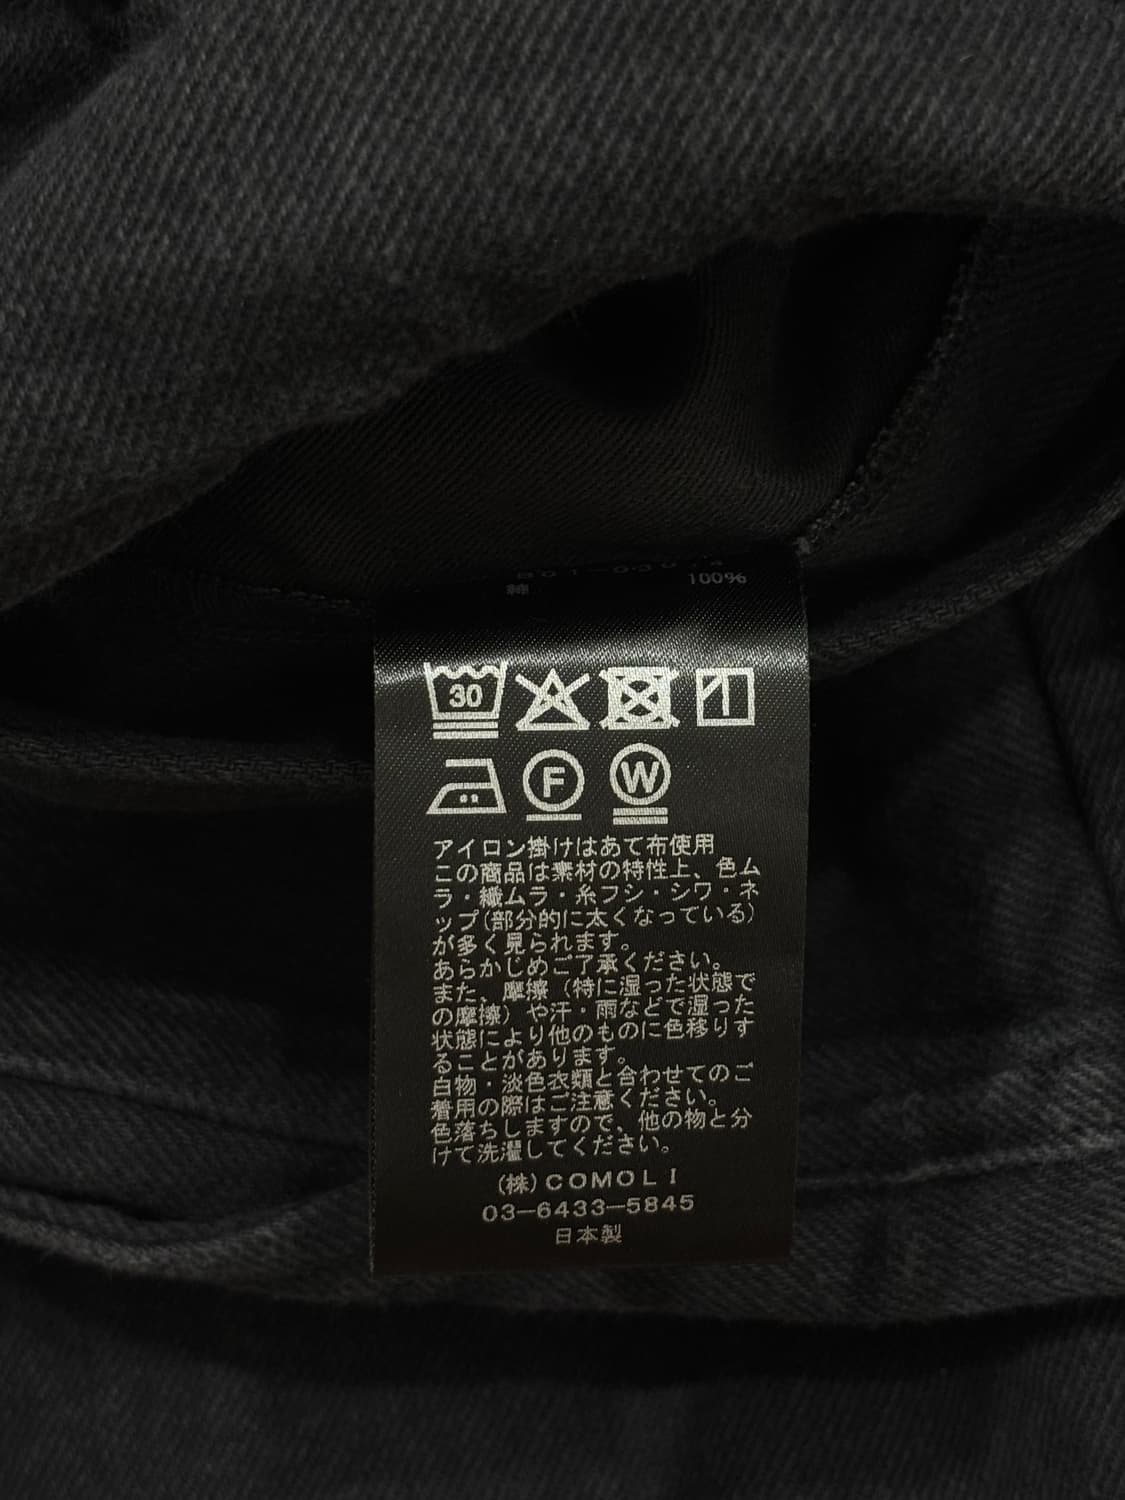 綿 100%
30
F W
アイロン掛けはあて布使用
この商品は素材の特性上、色ム
ラ・織ムラ・糸フシ・シワ・ネ
ップ(部分的に太くなっている)
が多く見られます。
あらかじめご了承ください。
また、摩擦(特に湿った状態で
の摩擦)や汗・雨などで湿った
状態により他のものに色移りす
ることがあります。
白物・淡色衣類と合わせてのご
着用の際はご注意ください。
色落ちしますので、他の物と分
けて洗濯してください。
(株)COMOLI
03-6433-5845
日本製